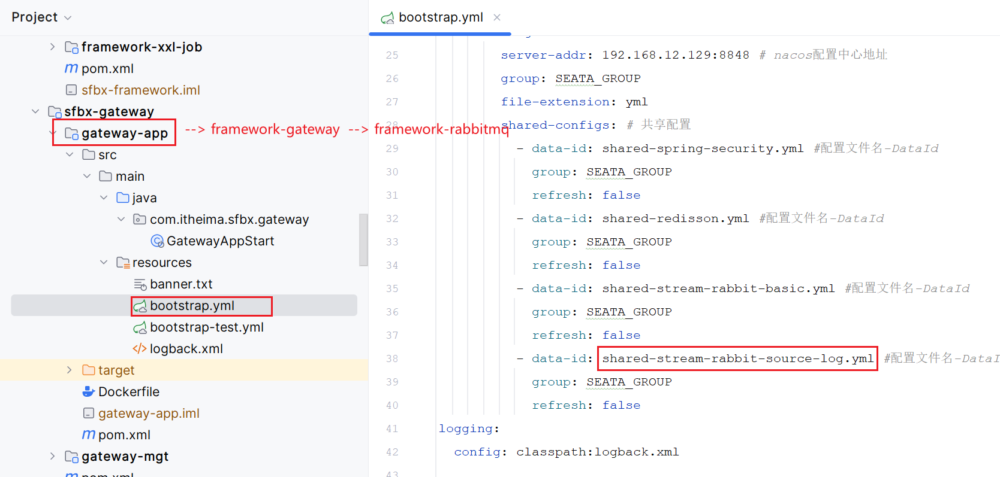 Project
framework-xxl-job
pom.xml
sfbx-framework.iml
sfbx-gateway
gateway-app --> framework-gateway --> framework-rabbitmq
src
main
java
com.itheima.sfbx.gateway
GatewayAppStart
resources
banner.txt
bootstrap.yml
bootstrap-test.yml
logback.xml
target
Dockerfile
gateway-app.iml
pom.xml
gateway-mgt
pom.xml
bootstrap.yml
25 server-addr: 192.168.12.129:8848 # nacos配置中心地址
26 group: SEATA_GROUP
27 file-extension: yml
28 shared-configs: # 共享配置
29 - data-id: shared-spring-security.yml #配置文件名-DataId
30 group: SEATA_GROUP
31 refresh: false
32 - data-id: shared-redisson.yml #配置文件名-DataId
33 group: SEATA_GROUP
34 refresh: false
35 - data-id: shared-stream-rabbit-basic.yml #配置文件名-DataId
36 group: SEATA_GROUP
37 refresh: false
38 - data-id: shared-stream-rabbit-source-log.yml #配置文件名-DataI
39 group: SEATA_GROUP
40 refresh: false
41 logging:
42 config: classpath:logback.xml
43